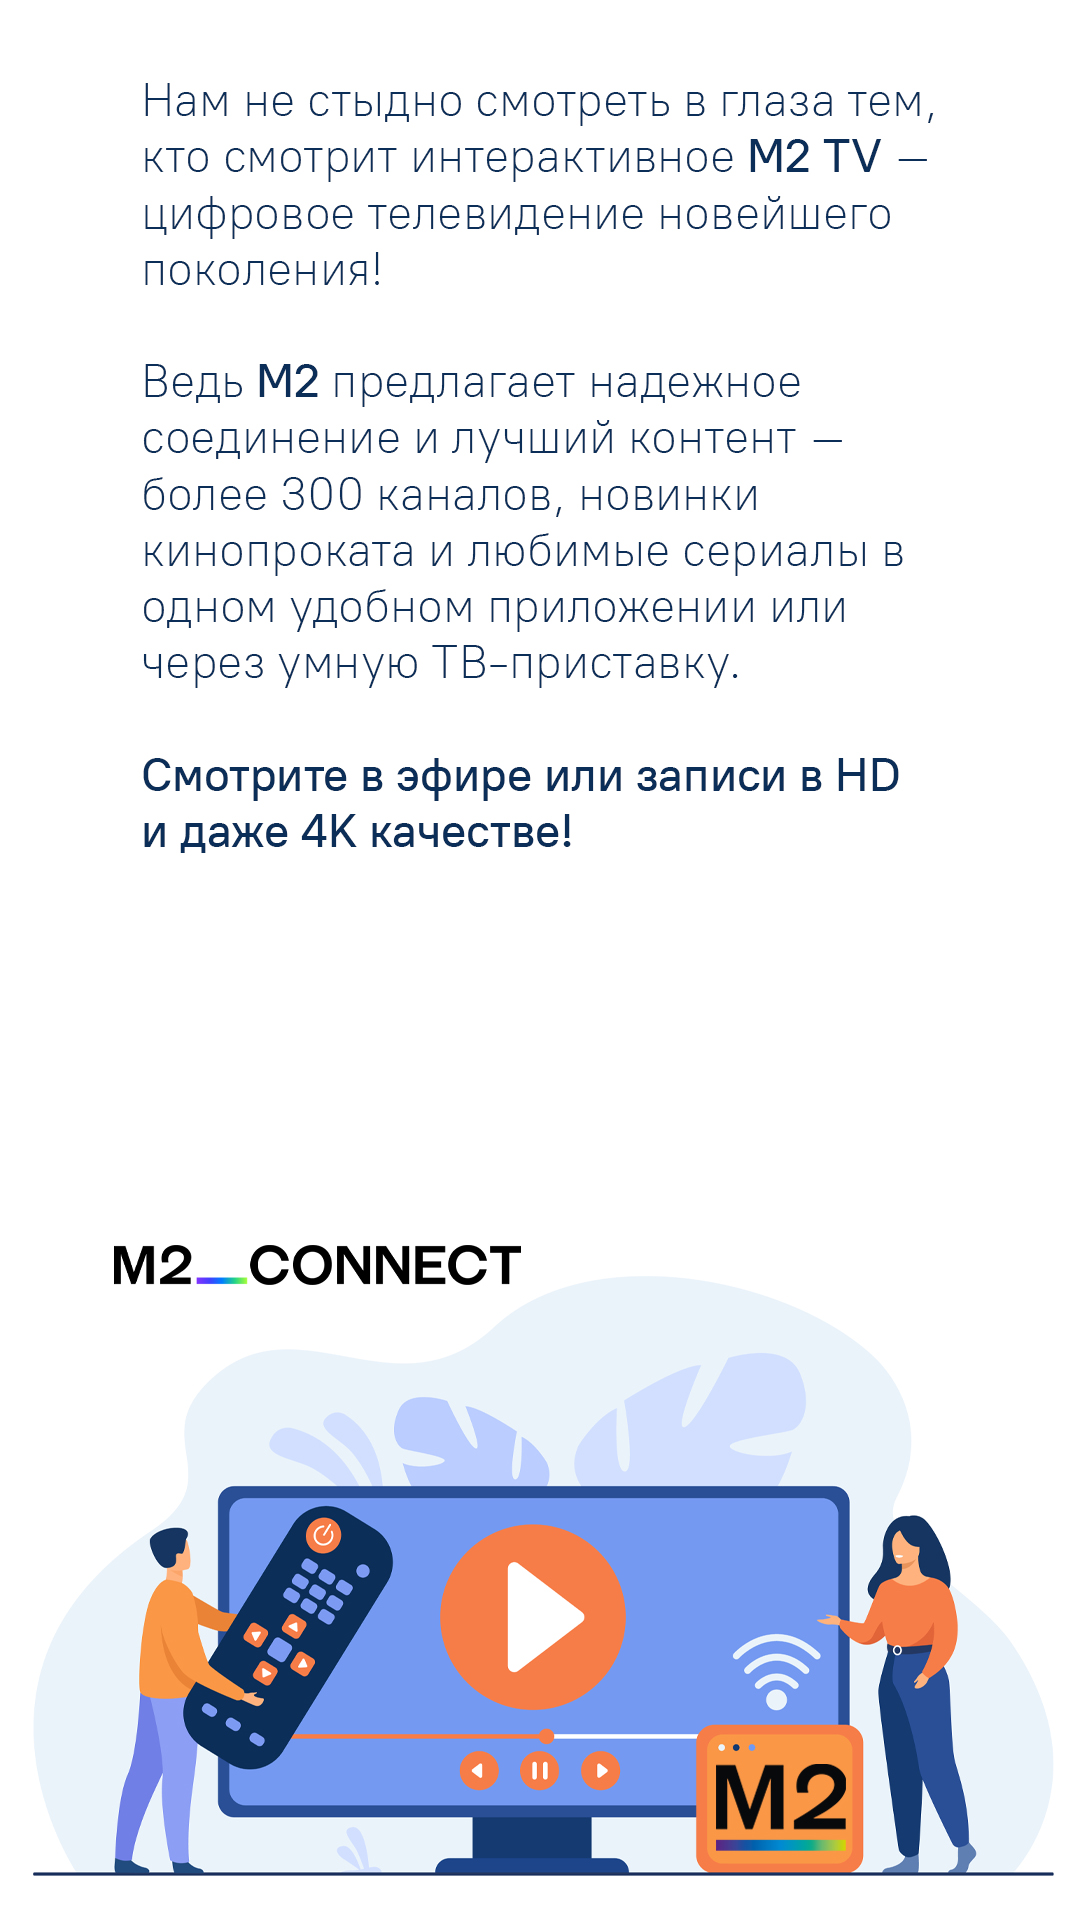 Нам не стыдно смотреть в глаза тем,
кто смотрит интерактивное M2 TV —
цифровое телевидение новейшего
поколения!
Ведь M2 предлагает надежное
соединение и лучший контент —
более 300 каналов, новинки
кинопроката и любимые сериалы в
одном удобном приложении или
через умную ТВ-приставку.
Смотрите в эфире или записи в HD
и даже 4K качестве!
M2_CONNECT
M2